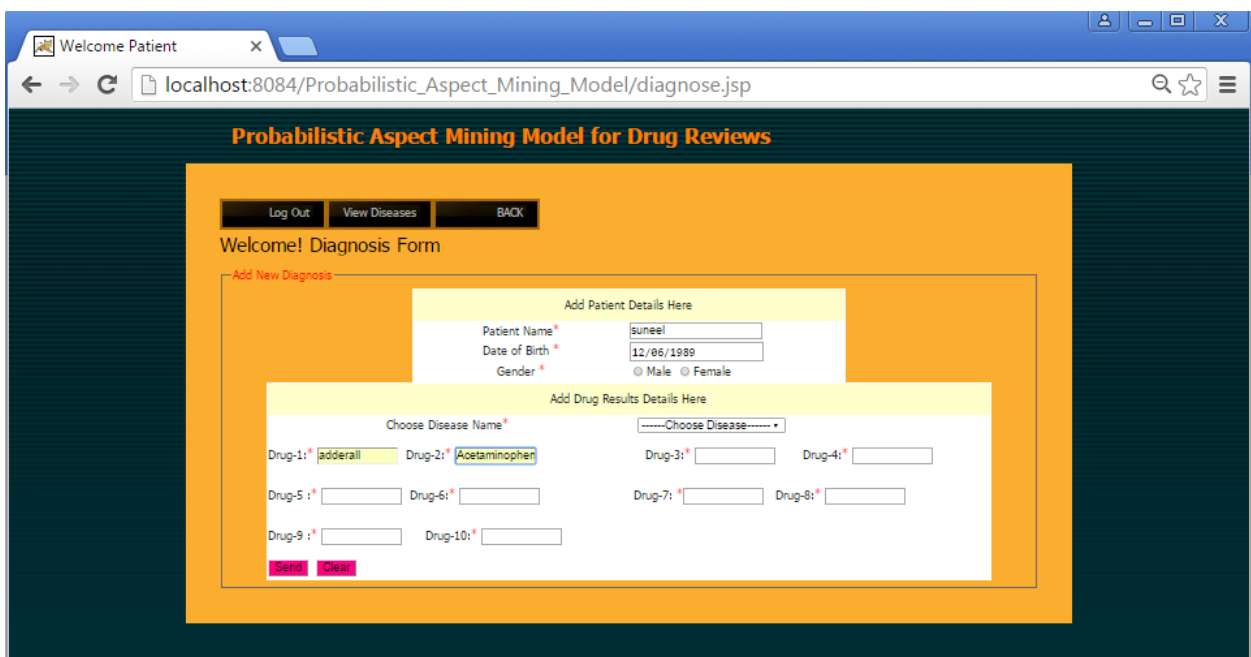 Welcome Patient
localhost:8084/Probabilistic_Aspect_Mining_Model/diagnose.jsp
Probabilistic Aspect Mining Model for Drug Reviews
Log Out View Diseases BACK
Welcome! Diagnosis Form
Add New Diagnosis
Add Patient Details Here
Patient Name* suneel
Date of Birth * 12/06/1989
Gender * Male Female
Add Drug Results Details Here
Choose Disease Name* ------Choose Disease------
Drug-1:* adderall Drug-2:* Acetaminophen Drug-3:* Drug-4:*
Drug-5 :* Drug-6:* Drug-7: * Drug-8:*
Drug-9 :* Drug-10:*
Send Clear